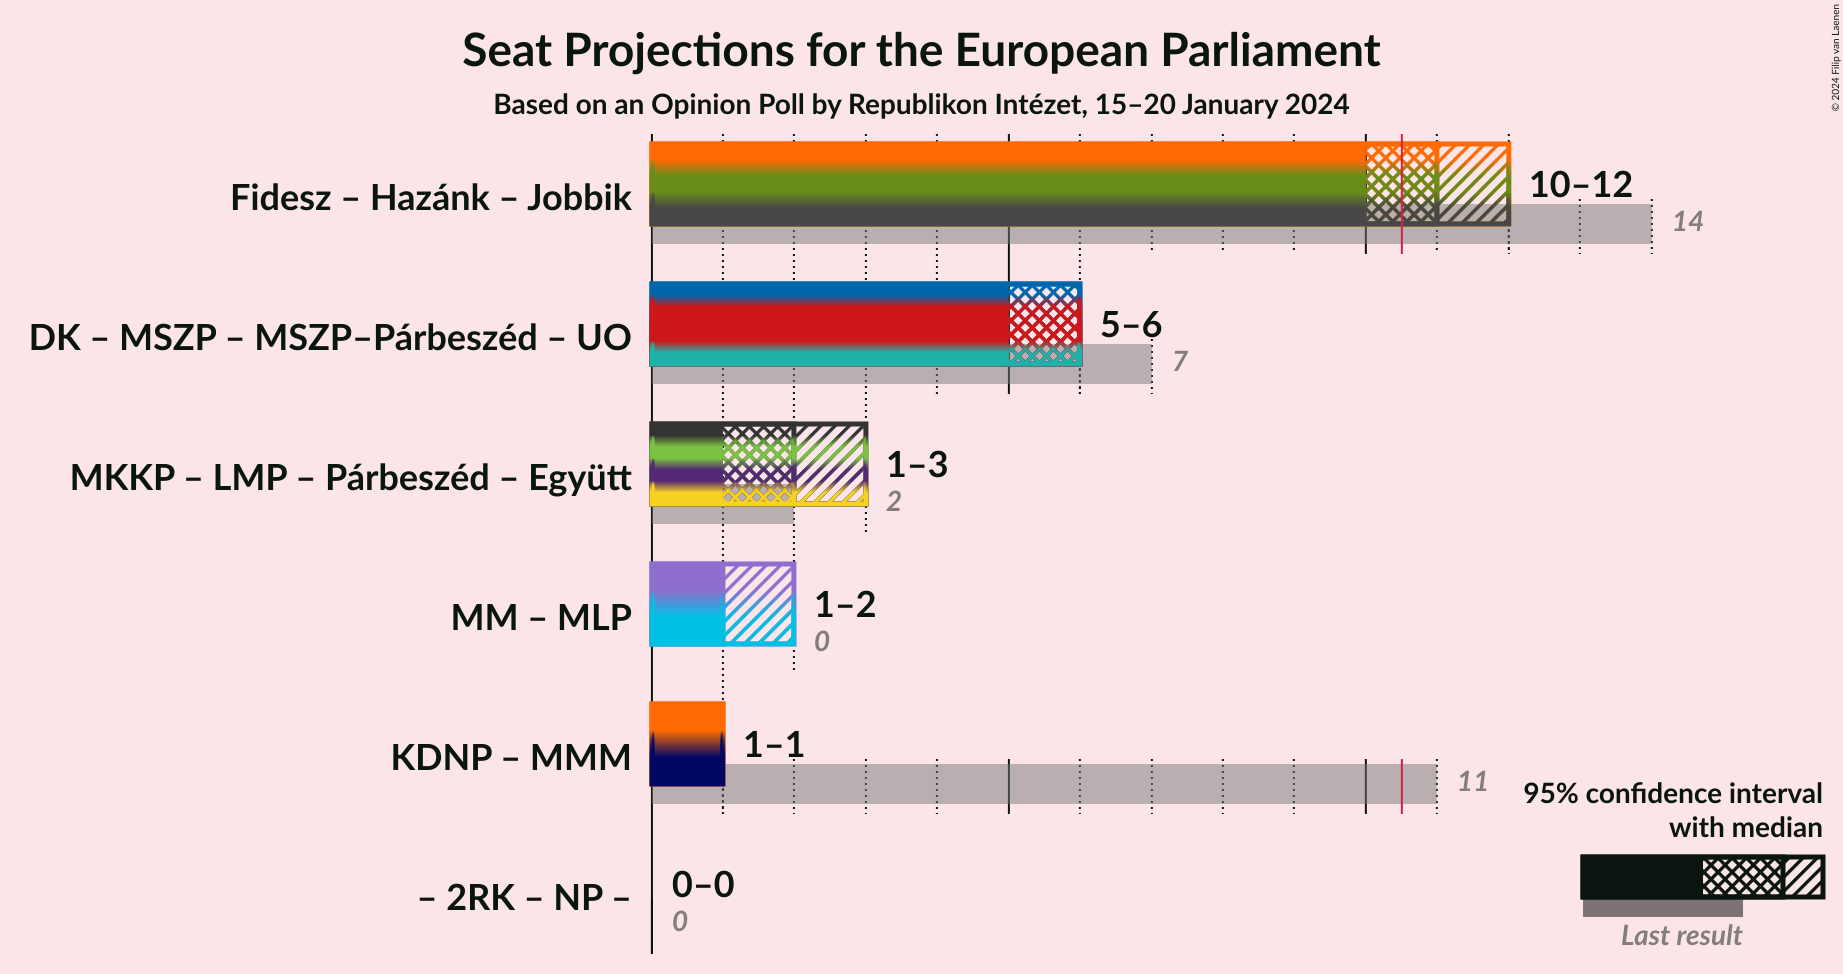 Seat Projections for the European Parliament
Based on an Opinion Poll by Republikon Intézet, 15–20 January 2024
© 2024 Filip van Laenen
Fidesz – Hazánk – Jobbik
10–12
14
DK – MSZP – MSZP–Párbeszéd – UO
5–6
7
MKKP – LMP – Párbeszéd – Együtt
1–3
2
MM – MLP
1–2
0
KDNP – MMM
1–1
11
– 2RK – NP –
0–0
0
95% confidence interval
with median
Last result